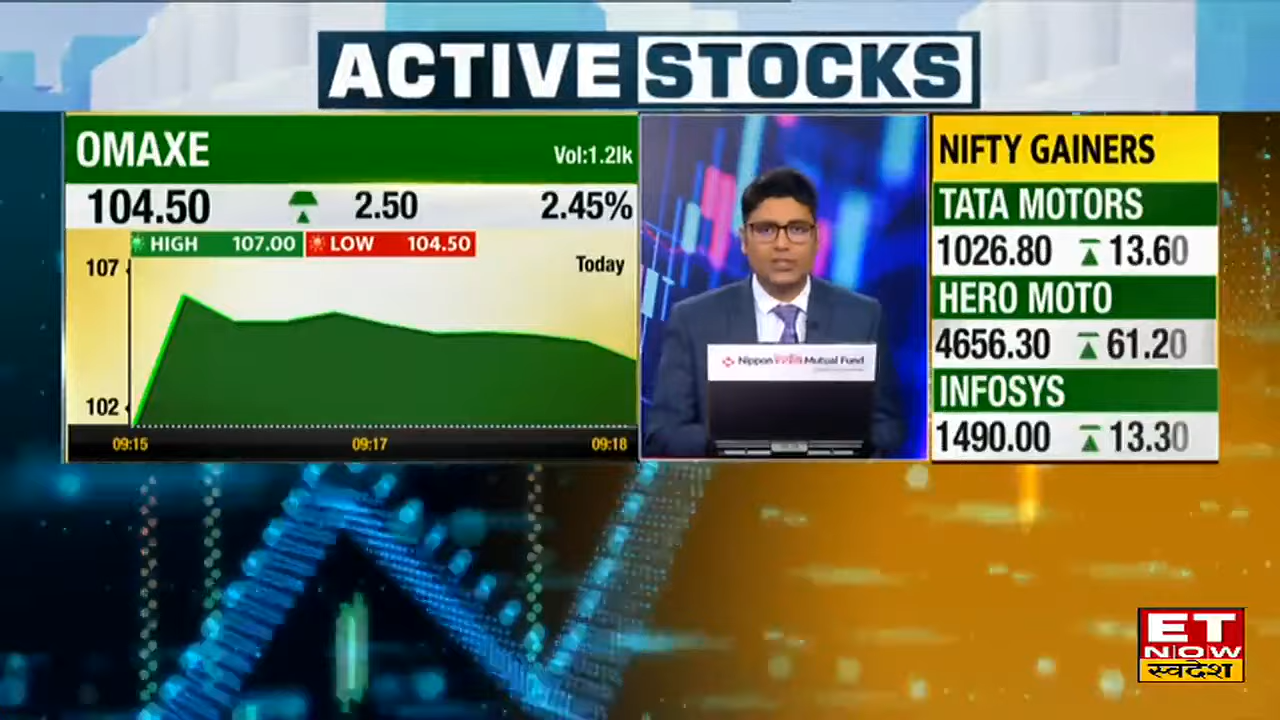 ACTIVE STOCKS
OMAXE
Vol:1.2lk
104.50 2.50 2.45%
HIGH 107.00 LOW 104.50
Today
107
102
09:15 09:17 09:18
Nippon Mutual Fund
NIFTY GAINERS
TATA MOTORS
1026.80 13.60
HERO MOTO
4656.30 61.20
INFOSYS
1490.00 13.30
ET
NOW
स्वदेश